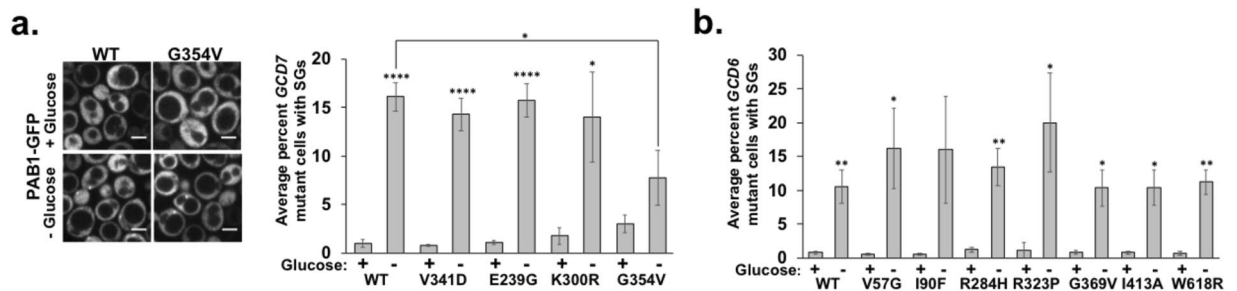 a.
WT G354V
PAB1-GFP
- Glucose + Glucose
Average percent GCD7
mutant cells with SGs
20
15
10
5
0
*
**** **** **** *
Glucose: + - + - + - + - + -
WT V341D E239G K300R G354V
b.
Average percent GCD6
mutant cells with SGs
30
25
20
15
10
5
0
** * ** * * * **
Glucose: + - + - + - + - + - + - + - + -
WT V57G I90F R284H R323P G369V I413A W618R